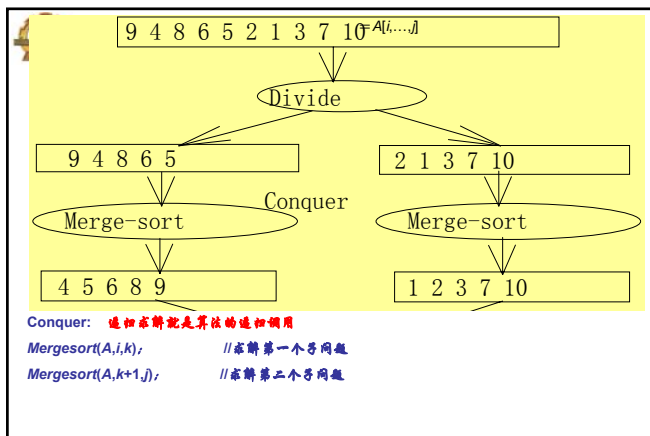 9 4 8 6 5 2 1 3 7 10 = A[i,...,j]
Divide
9 4 8 6 5
2 1 3 7 10
Conquer
Merge-sort
Merge-sort
4 5 6 8 9
1 2 3 7 10
Conquer: 递归求解就是算法的递归调用
Mergesort(A,i,k); //求解第一个子问题
Mergesort(A,k+1,j); //求解第二个子问题